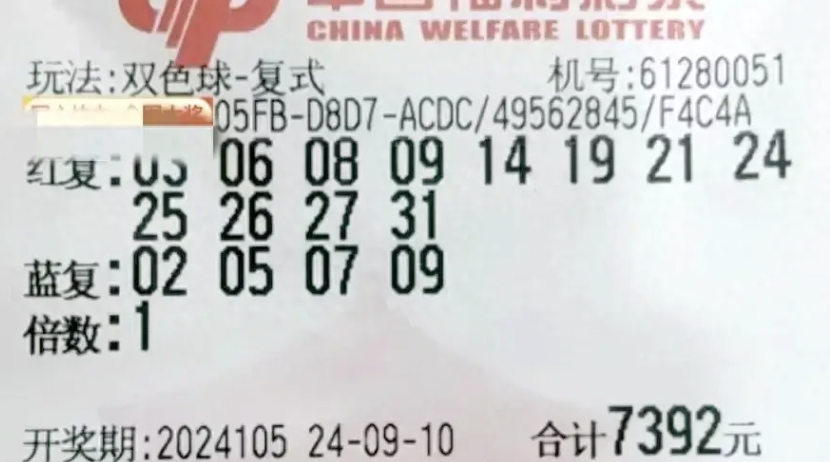 CHINA WELFARE LOTTERY
玩法:双色球-复式 机号:61280051
05FB-D8D7-ACDC/49562845/F4C4A
红复:03 06 08 09 14 19 21 24
25 26 27 31
蓝复:02 05 07 09
倍数:1
开奖期:2024105 24-09-10 合计7392元